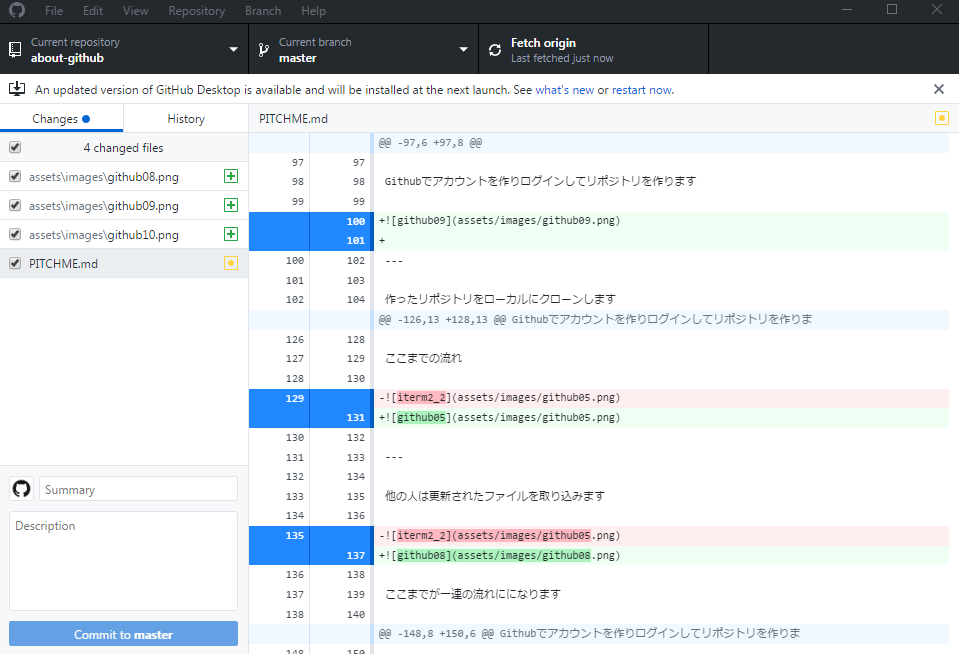 File Edit View Repository Branch Help
Current repository
about-github
Current branch
master
Fetch origin
Last fetched just now
An updated version of GitHub Desktop is available and will be installed at the next launch. See what's new or restart now.
Changes History
4 changed files
assets\images\github08.png
assets\images\github09.png
assets\images\github10.png
PITCHME.md
Summary
Description
Commit to master
PITCHME.md
@@ -97,6 +97,8 @@
97 97
98 98 Githubでアカウントを作りログインしてリポジトリを作ります
99 99
100 +![github09](assets/images/github09.png)
101 +
100 102 ---
101 103
102 104 作ったリポジトリをローカルにクローンします
@@ -126,13 +128,13 @@ Githubでアカウントを作りログインしてリポジトリを作りま
126 128
127 129 ここまでの流れ
128 130
129 -![iterm2_2](assets/images/github05.png)
131 +![github05](assets/images/github05.png)
130 132
131 133 ---
132 134
133 135 他の人は更新されたファイルを取り込みます
134 136
135 -![iterm2_2](assets/images/github05.png)
137 +![github08](assets/images/github08.png)
136 138
137 139 ここまでが一連の流れにになります
138 140
@@ -148,8 +150,6 @@ Githubでアカウントを作りログインしてリポジトリを作りま
148 150